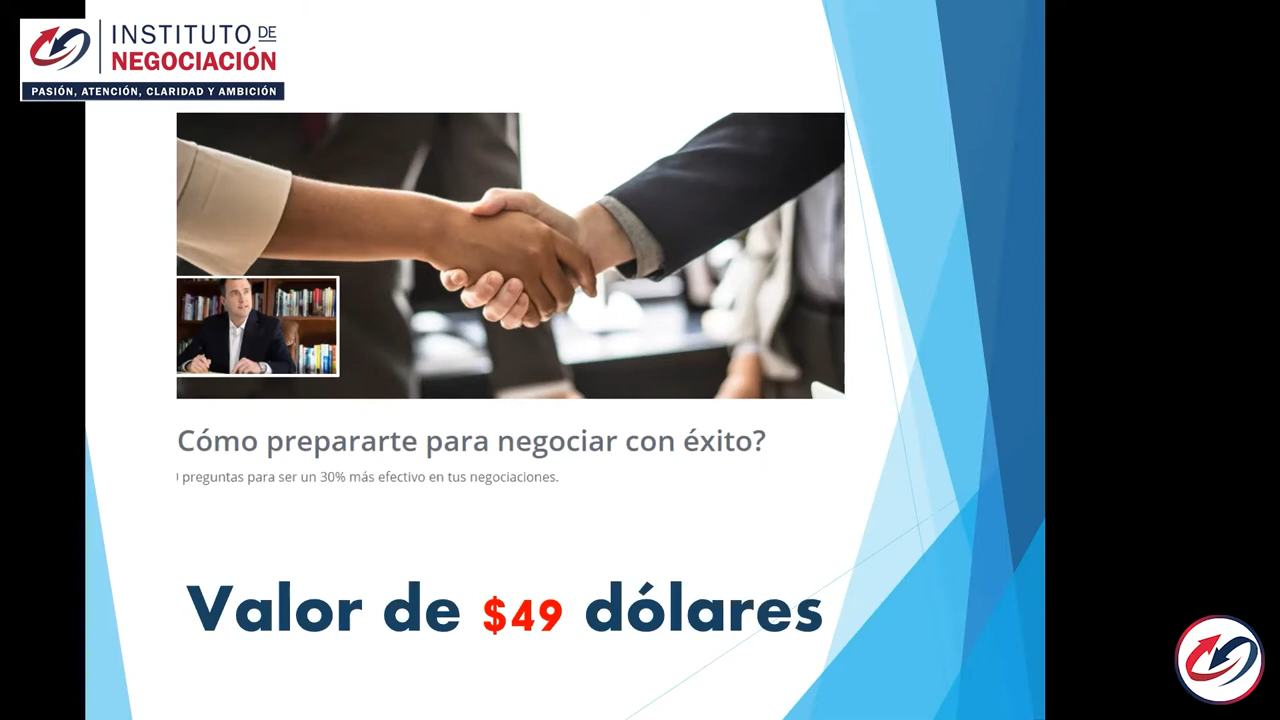 INSTITUTO DE
NEGOCIACIÓN
PASIÓN, ATENCIÓN, CLARIDAD Y AMBICIÓN
Cómo prepararte para negociar con éxito?
preguntas para ser un 30% más efectivo en tus negociaciones.
Valor de $49 dólares